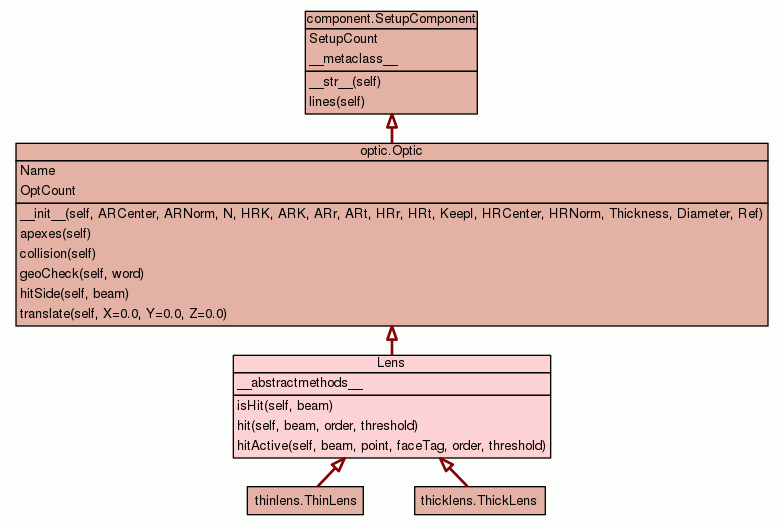 component.SetupComponent
SetupCount
__metaclass__
__str__(self)
lines(self)
optic.Optic
Name
OptCount
__init__(self, ARCenter, ARNorm, N, HRK, ARK, ARr, ARt, HRr, HRt, KeepI, HRCenter, HRNorm, Thickness, Diameter, Ref)
apexes(self)
collision(self)
geoCheck(self, word)
hitSide(self, beam)
translate(self, X=0.0, Y=0.0, Z=0.0)
Lens
__abstractmethods__
isHit(self, beam)
hit(self, beam, order, threshold)
hitActive(self, beam, point, faceTag, order, threshold)
thinlens.ThinLens
thicklens.ThickLens